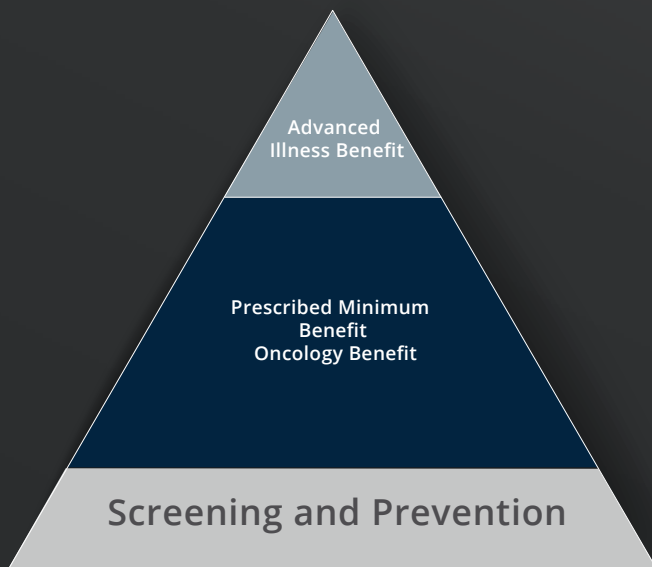 Advanced
Illness Benefit
Prescribed Minimum
Benefit
Oncology Benefit
Screening and Prevention